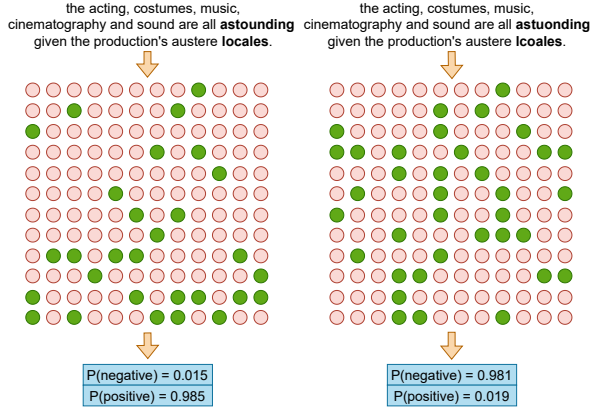 the acting, costumes, music,
cinematography and sound are all astounding
given the production's austere locales.
P(negative) = 0.015
P(positive) = 0.985
the acting, costumes, music,
cinematography and sound are all astuonding
given the production's austere lcoales.
P(negative) = 0.981
P(positive) = 0.019